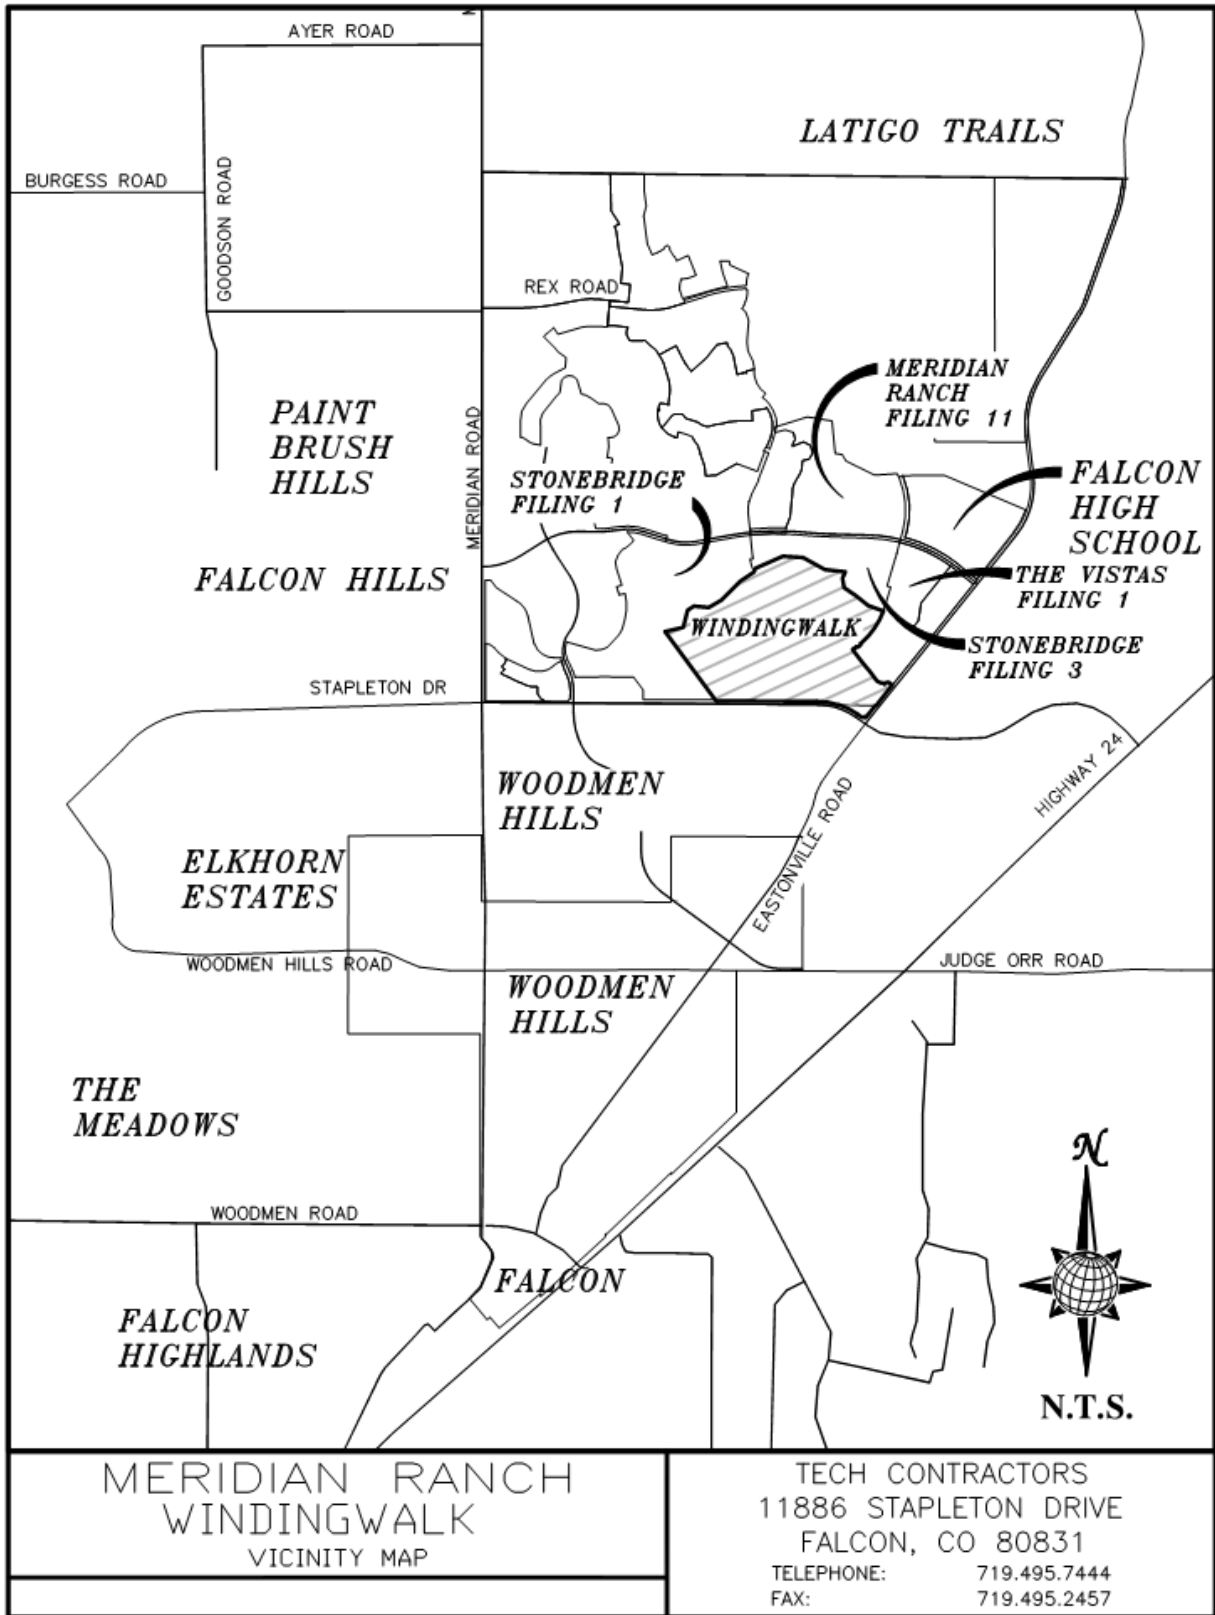 AYER ROAD
LATIGO TRAILS
BURGESS ROAD
GOODSON ROAD
REX ROAD
MERIDIAN
RANCH
FILING 11
PAINT
BRUSH
HILLS
MERIDIAN ROAD
STONEBRIDGE
FILING 1
FALCON
HIGH
SCHOOL
FALCON HILLS
THE VISTAS
FILING 1
WINDINGWALK
STONEBRIDGE
FILING 3
STAPLETON DR
HIGHWAY 24
WOODMEN
HILLS
EASTONVILLE ROAD
ELKHORN
ESTATES
WOODMEN HILLS ROAD
JUDGE ORR ROAD
WOODMEN
HILLS
THE
MEADOWS
N
WOODMEN ROAD
FALCON
FALCON
HIGHLANDS
N.T.S.
MERIDIAN RANCH
WINDINGWALK
VICINITY MAP
TECH CONTRACTORS
11886 STAPLETON DRIVE
FALCON, CO 80831
TELEPHONE: 719.495.7444
FAX: 719.495.2457